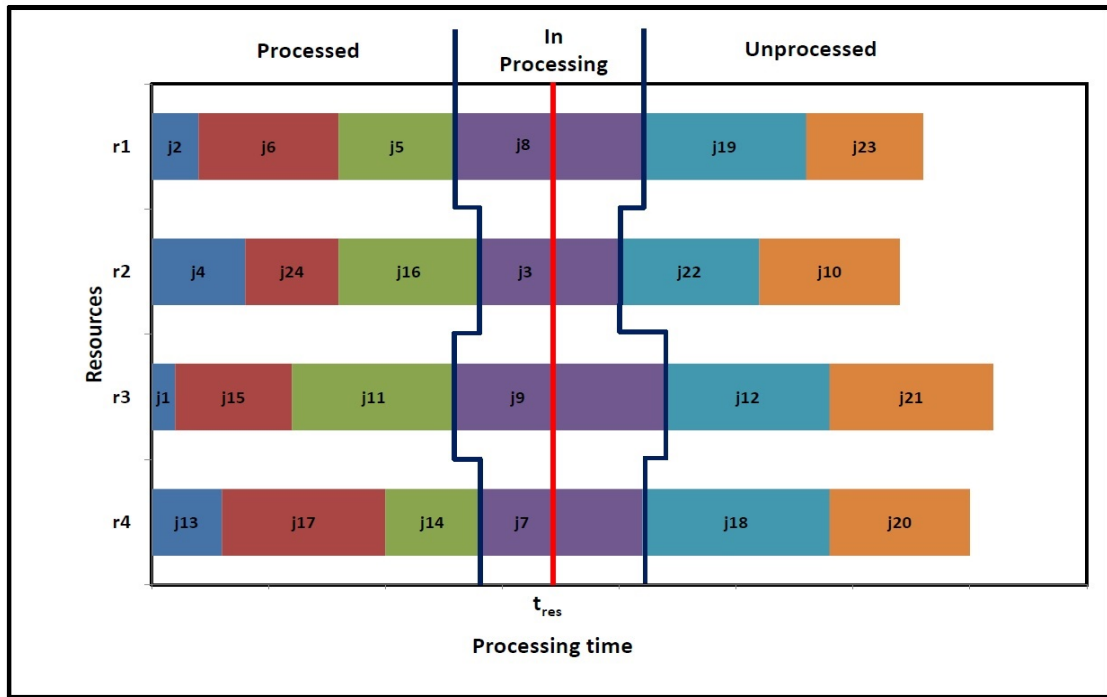 Processed
In
Processing
Unprocessed
r1
j2
j6
j5
j8
j19
j23
r2
j4
j24
j16
j3
j22
j10
Resources
r3
j1
j15
j11
j9
j12
j21
r4
j13
j17
j14
j7
j18
j20
tres
Processing time